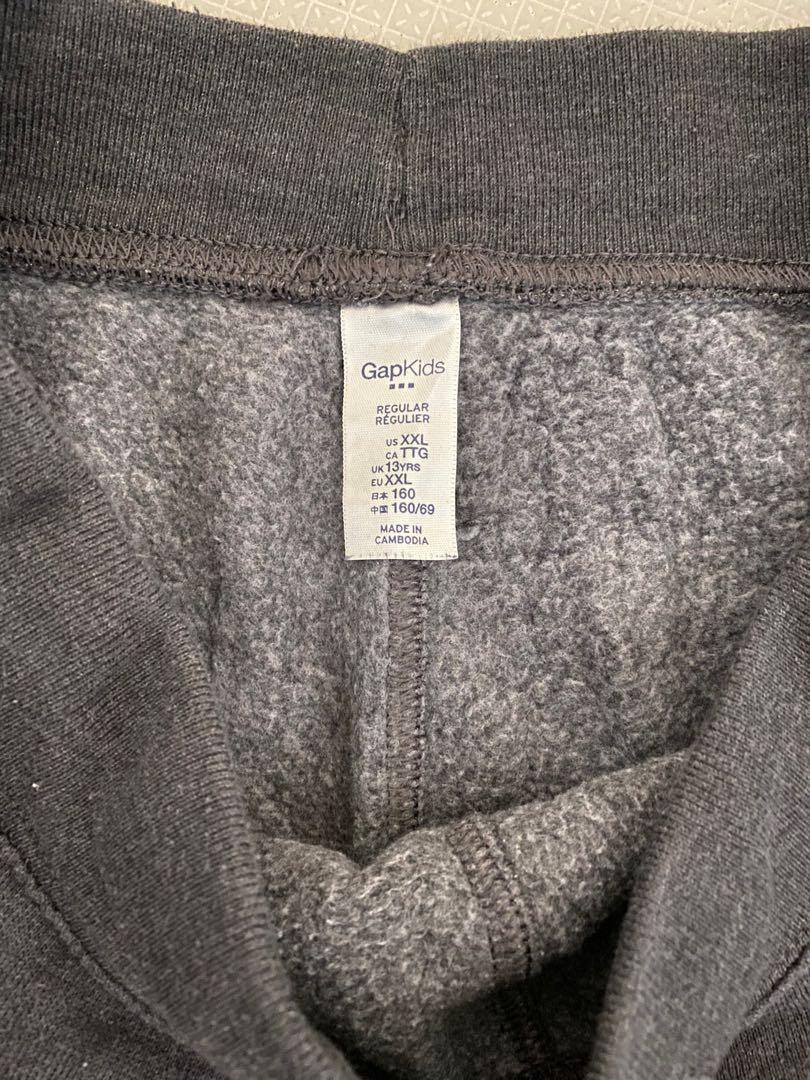 GapKids
REGULAR
RÉGULIER
US XXL
CA TTG
UK 13YRS
EU XXL
日本 160
中国 160/69
MADE IN
CAMBODIA